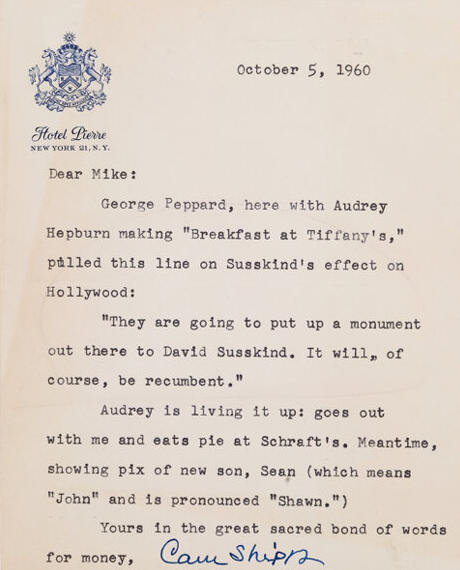 October 5, 1960
Hotel Pierre
NEW YORK 21, N.Y.
Dear Mike:
George Peppard, here with Audrey
Hepburn making "Breakfast at Tiffany's,"
pulled this line on Susskind's effect on
Hollywood:
"They are going to put up a monument
out there to David Susskind. It will, of
course, be recumbent."
Audrey is living it up: goes out
with me and eats pie at Schraft's. Meantime,
showing pix of new son, Sean (which means
"John" and is pronounced "Shawn.")
Yours in the great sacred bond of words
for money, Cam Shipp